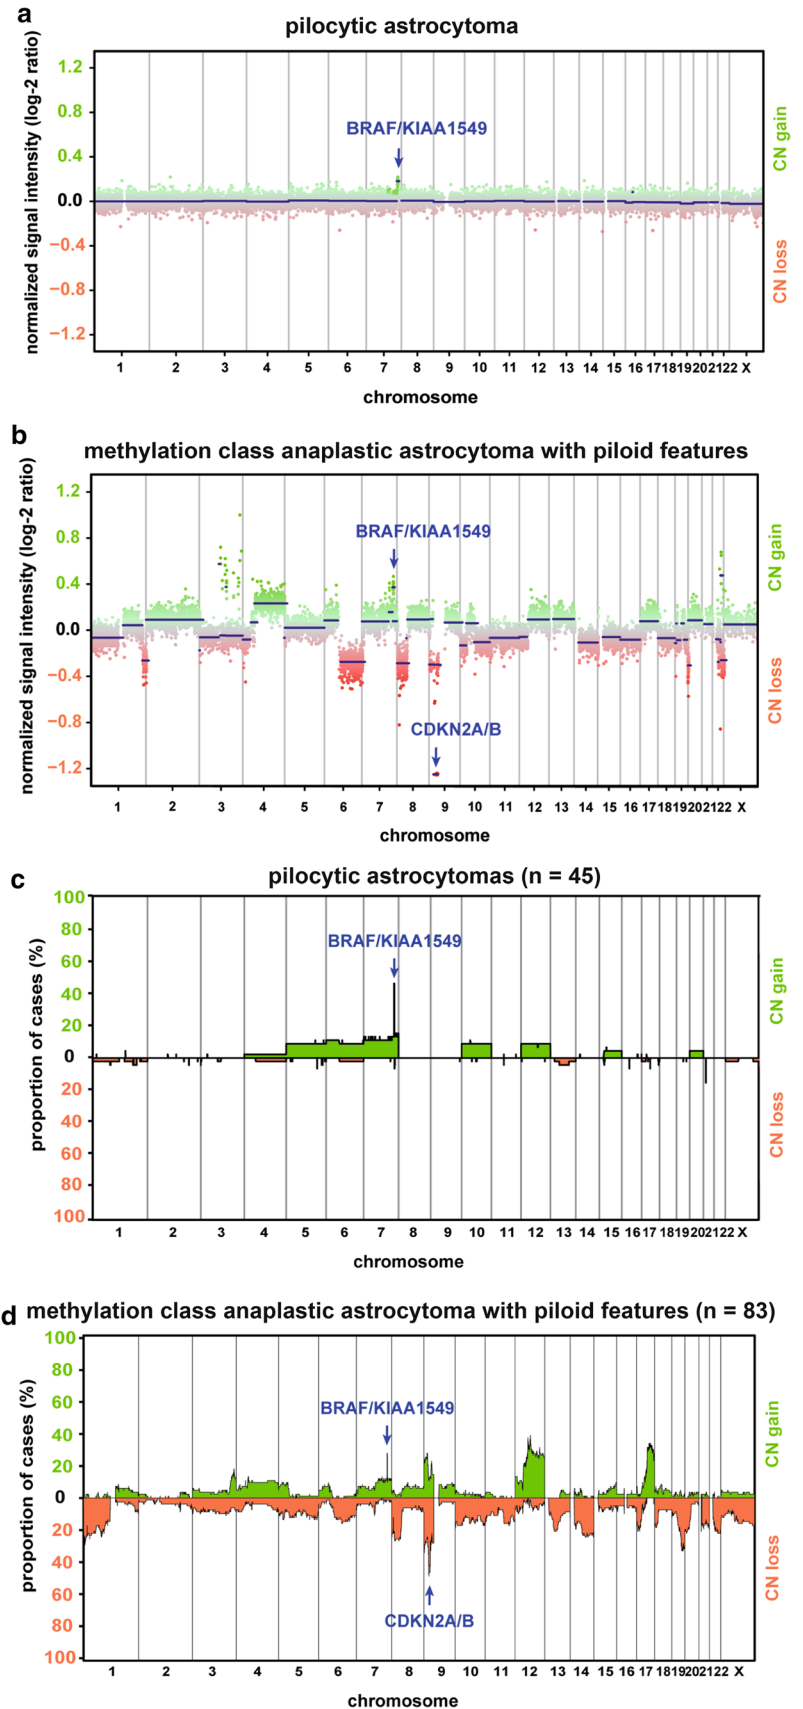 a
pilocytic astrocytoma
normalized signal intensity (log-2 ratio)
1.2
0.8
0.4
0.0
−0.4
−0.8
−1.2
BRAF/KIAA1549
CN gain
CN loss
1 2 3 4 5 6 7 8 9 10 11 12 13 14 15 16 17 18 19 20 21 22 X
chromosome
b
methylation class anaplastic astrocytoma with piloid features
normalized signal intensity (log-2 ratio)
1.2
0.8
0.4
0.0
−0.4
−0.8
−1.2
BRAF/KIAA1549
CDKN2A/B
CN gain
CN loss
1 2 3 4 5 6 7 8 9 10 11 12 13 14 15 16 17 18 19 20 21 22 X
chromosome
c
pilocytic astrocytomas (n = 45)
proportion of cases (%)
100
80
60
40
20
0
20
40
60
80
100
BRAF/KIAA1549
CN gain
CN loss
1 2 3 4 5 6 7 8 9 10 11 12 13 14 15 16 17 18 19 20 21 22 X
chromosome
d
methylation class anaplastic astrocytoma with piloid features (n = 83)
proportion of cases (%)
100
80
60
40
20
0
20
40
60
80
100
BRAF/KIAA1549
CDKN2A/B
CN gain
CN loss
1 2 3 4 5 6 7 8 9 10 11 12 13 14 15 16 17 18 19 20 21 22 X
chromosome